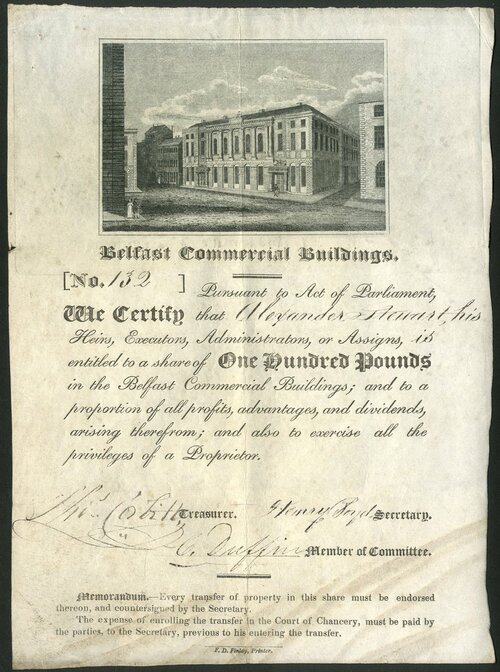 Belfast Commercial Buildings.
[No. 132 ]
Pursuant to Act of Parliament,
We Certify that Alexander Stewart, his
Heirs, Executors, Administrators, or Assigns, is
entitled to a share of One Hundred Pounds
in the Belfast Commercial Buildings; and to a
proportion of all profits, advantages, and dividends,
arising therefrom; and also to exercise all the
privileges of a Proprietor.
Treasurer. Henry Boyd Secretary.
C. Duffin Member of Committee.
Memorandum.—Every transfer of property in this share must be endorsed
thereon, and countersigned by the Secretary.
The expense of enrolling the transfer in the Court of Chancery, must be paid by
the parties, to the Secretary, previous to his entering the transfer.
F. D. Finlay, Printer.